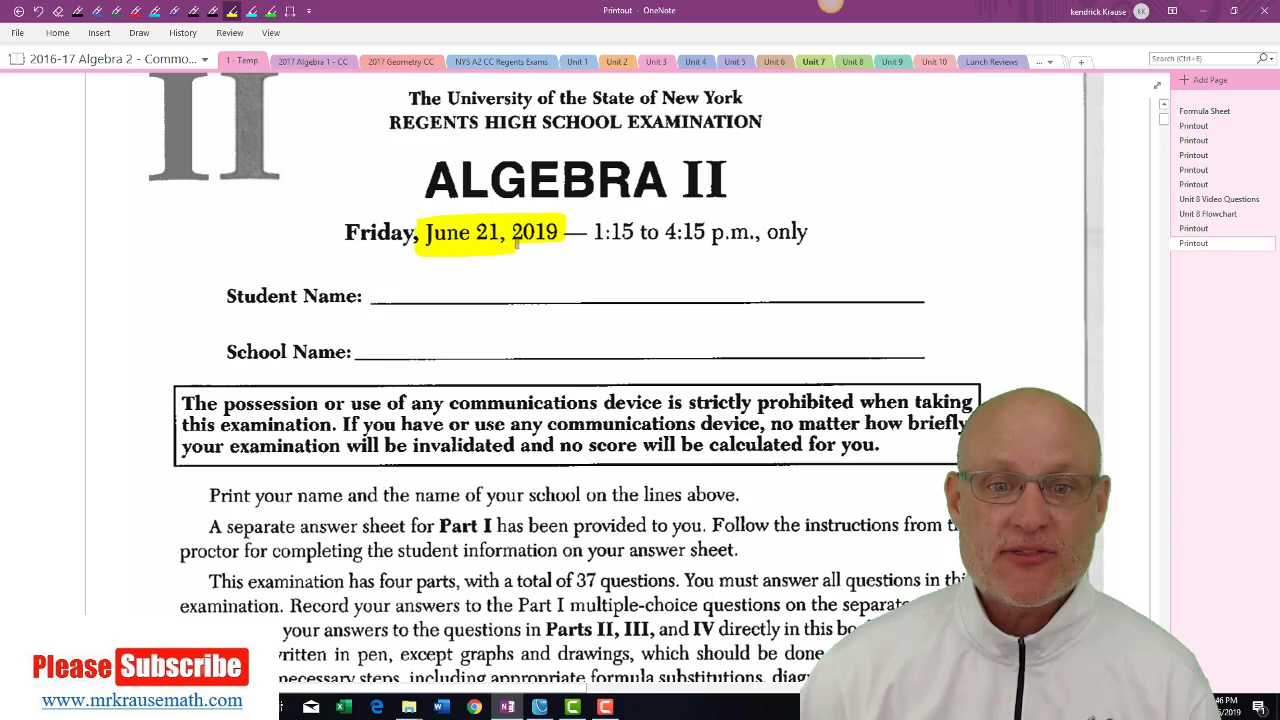 Printout - OneNote
kendrick Krause KK
File Home Insert Draw History Review View
2016-17 Algebra 2 - Commo...
1 - Temp 2017 Algebra 1 - CC 2017 Geometry CC NYS A2 CC Regents Exams Unit 1 Unit 2 Unit 3 Unit 4 Unit 5 Unit 6 Unit 7 Unit 8 Unit 9 Unit 10 Lunch Reviews ... +
Search (Ctrl+E)
Add Page
Formula Sheet
Printout
Printout
Printout
Printout
Printout
Unit 8 Video Questions
Unit 8 Flowchart
Printout
Printout
II
The University of the State of New York
REGENTS HIGH SCHOOL EXAMINATION
ALGEBRA II
Friday, June 21, 2019 — 1:15 to 4:15 p.m., only
Student Name:
School Name:
The possession or use of any communications device is strictly prohibited when taking
this examination. If you have or use any communications device, no matter how briefly,
your examination will be invalidated and no score will be calculated for you.
Print your name and the name of your school on the lines above.
A separate answer sheet for Part I has been provided to you. Follow the instructions from
proctor for completing the student information on your answer sheet.
This examination has four parts, with a total of 37 questions. You must answer all questions in
examination. Record your answers to the Part I multiple-choice questions on the
your answers to the questions in Parts II, III, and IV directly in this
in pen, except graphs and drawings, which should be done
necessary steps, including appropriate formula substitutions,
Please Subscribe
www.mrkrausemath.com